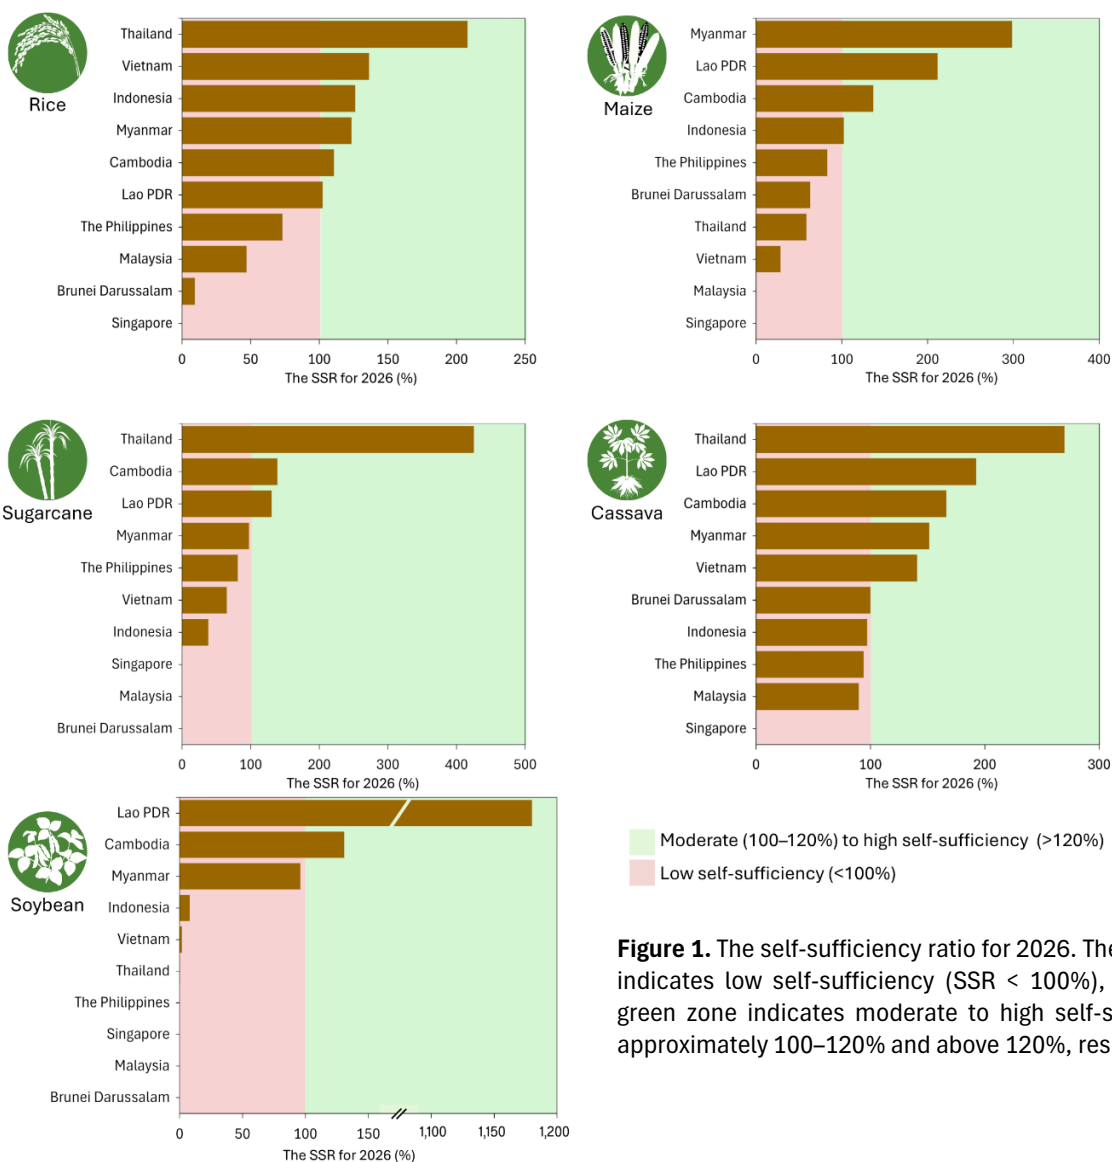 Rice
Thailand
Vietnam
Indonesia
Myanmar
Cambodia
Lao PDR
The Philippines
Malaysia
Brunei Darussalam
Singapore
0 50 100 150 200 250
The SSR for 2026 (%)
Maize
Myanmar
Lao PDR
Cambodia
Indonesia
The Philippines
Brunei Darussalam
Thailand
Vietnam
Malaysia
Singapore
0 100 200 300 400
The SSR for 2026 (%)
Sugarcane
Thailand
Cambodia
Lao PDR
Myanmar
The Philippines
Vietnam
Indonesia
Singapore
Malaysia
Brunei Darussalam
0 100 200 300 400 500
The SSR for 2026 (%)
Cassava
Thailand
Lao PDR
Cambodia
Myanmar
Vietnam
Brunei Darussalam
Indonesia
The Philippines
Malaysia
Singapore
0 100 200 300
The SSR for 2026 (%)
Soybean
Lao PDR
Cambodia
Myanmar
Indonesia
Vietnam
Thailand
The Philippines
Singapore
Malaysia
Brunei Darussalam
0 50 100 150 1,100 1,150 1,200
The SSR for 2026 (%)
Moderate (100–120%) to high self-sufficiency (>120%)
Low self-sufficiency (<100%)
Figure 1. The self-sufficiency ratio for 2026. The
indicates low self-sufficiency (SSR < 100%),
green zone indicates moderate to high self-s
approximately 100–120% and above 120%, res